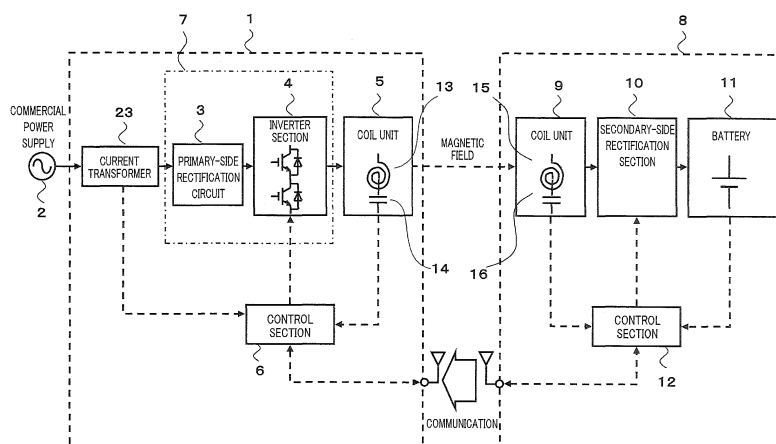 7
1
8
4
5
13
15
9
10
11
COMMERCIAL
POWER
SUPPLY
23
3
INVERTER
SECTION
COIL UNIT
COIL UNIT
SECONDARY-SIDE
RECTIFICATION
SECTION
BATTERY
CURRENT
TRANSFORMER
PRIMARY-SIDE
RECTIFICATION
CIRCUIT
MAGNETIC
FIELD
2
14
16
CONTROL
SECTION
6
CONTROL
SECTION
12
COMMUNICATION